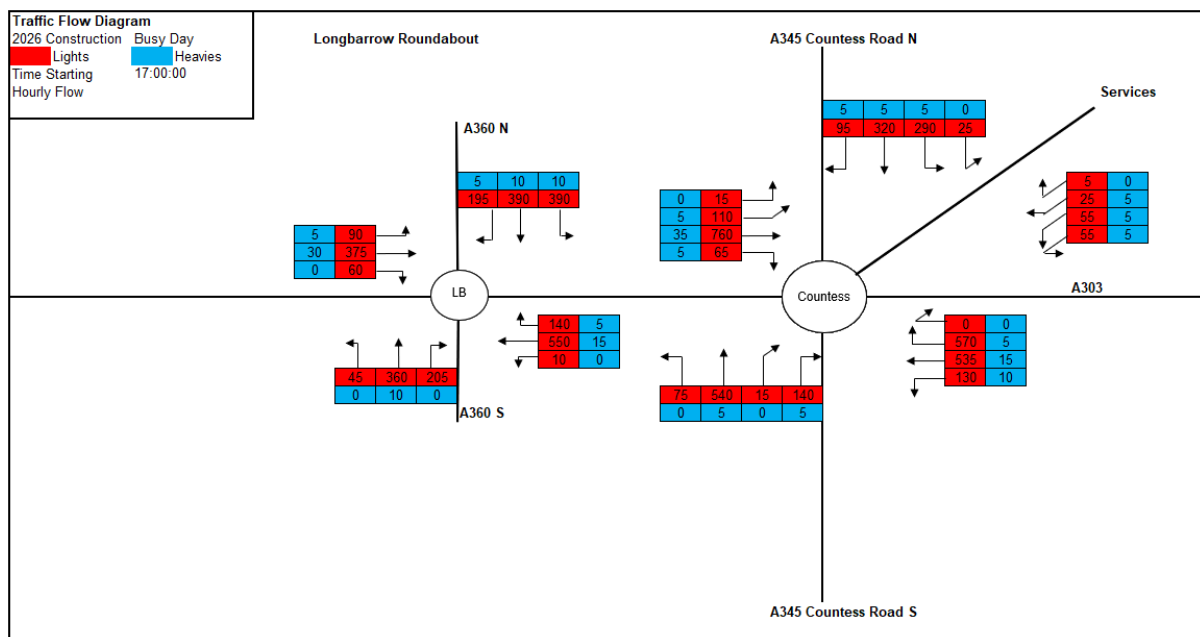 Traffic Flow Diagram
2026 Construction Busy Day
Lights Heavies
Time Starting 17:00:00
Hourly Flow
Longbarrow Roundabout
A345 Countess Road N
Services
A360 N
5 5 5 0
95 320 290 25
5 10 10
195 390 390
5 90
30 375
0 60
0 15
5 110
35 760
5 65
5 0
25 5
55 5
55 5
LB
Countess
A303
140 5
550 15
10 0
0 0
570 5
535 15
130 10
45 360 205
0 10 0
A360 S
75 540 15 140
0 5 0 5
A345 Countess Road S